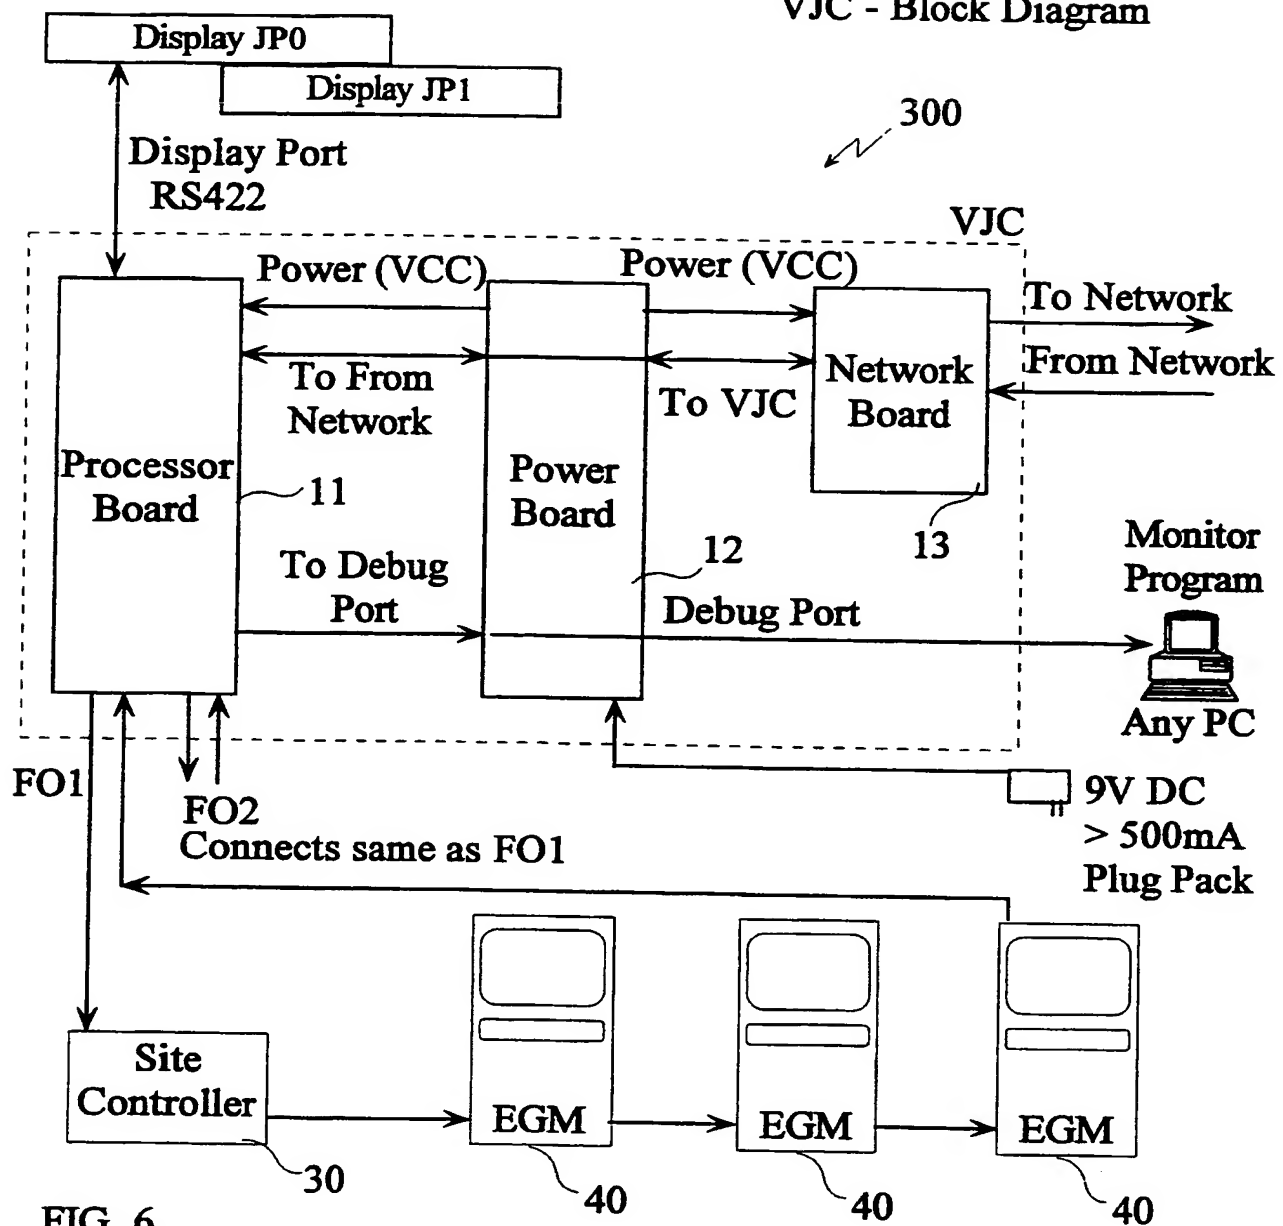 VJC - Block Diagram
Display JP0
Display JP1
300
Display Port
RS422
VJC
Power (VCC)
Power (VCC)
To Network
To From
Network
To VJC
Network
Board
From Network
Processor
Board
11
Power
Board
12
13
To Debug
Port
Debug Port
Monitor
Program
Any PC
FO1
FO2
Connects same as FO1
9V DC
> 500mA
Plug Pack
Site
Controller
EGM
EGM
EGM
30
40
40
40
FIG. 6